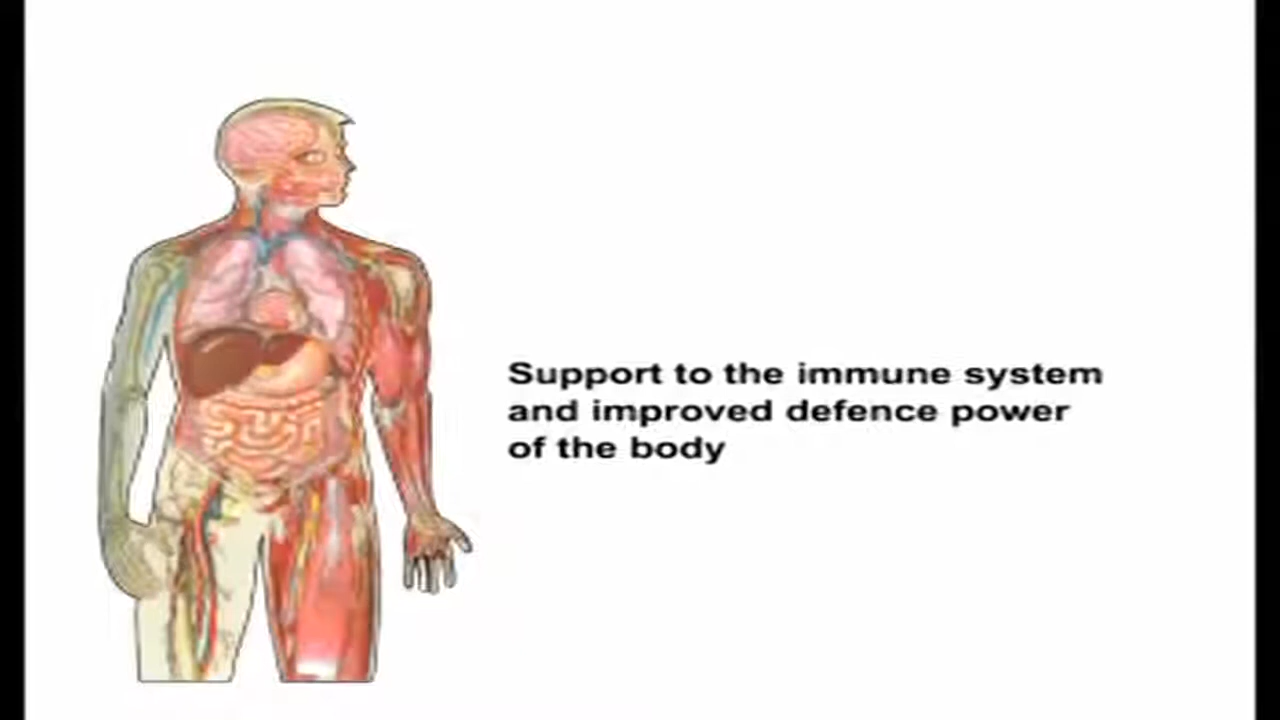 Support to the immune system
and improved defence power
of the body